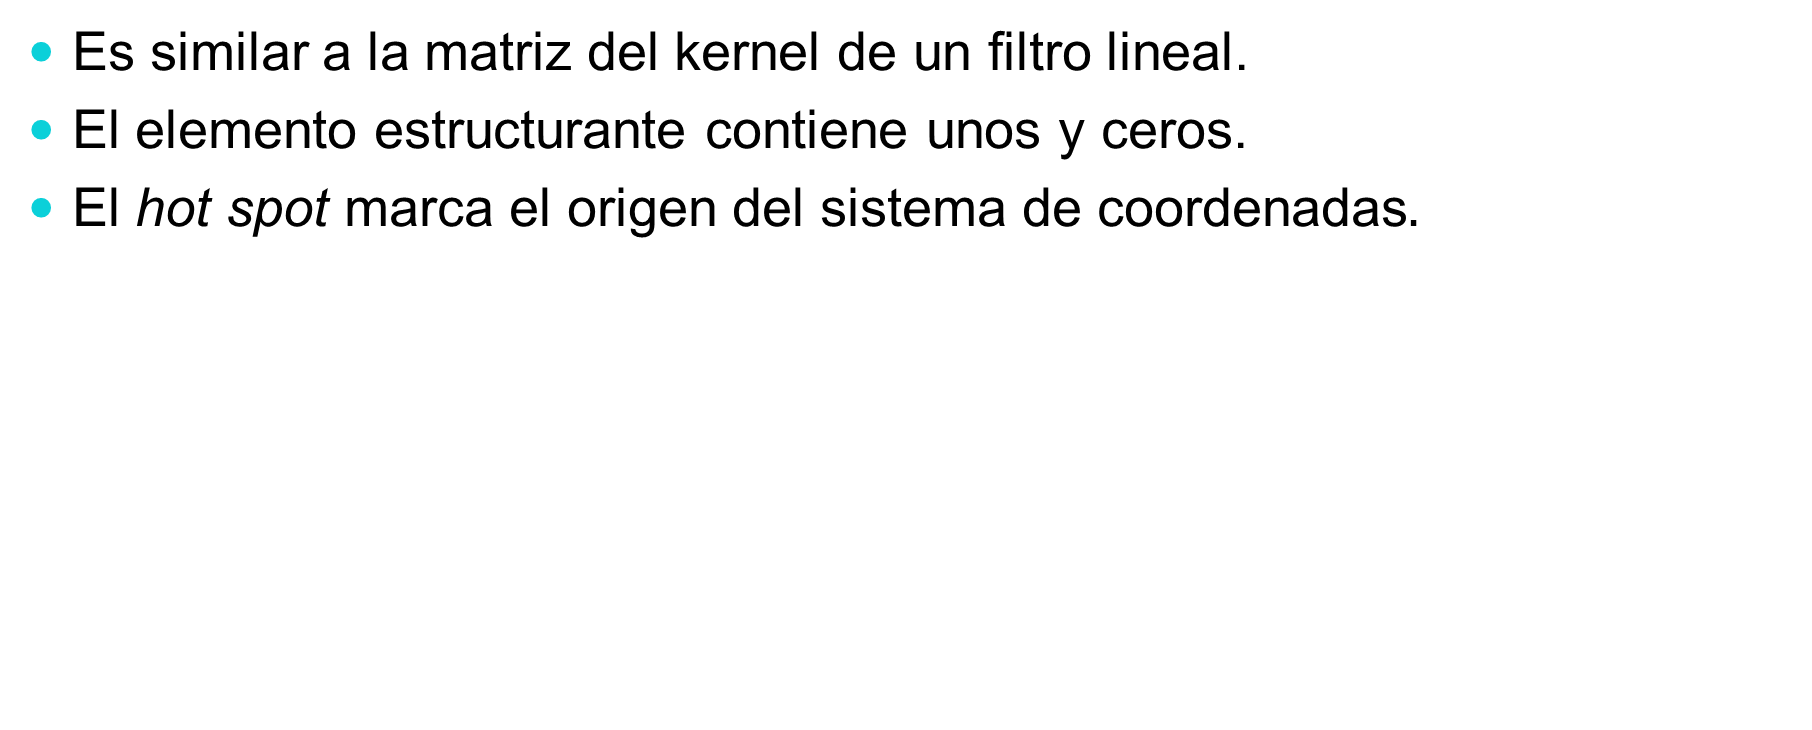 • Es similar a la matriz del kernel de un filtro lineal.
• El elemento estructurante contiene unos y ceros.
• El hot spot marca el origen del sistema de coordenadas.